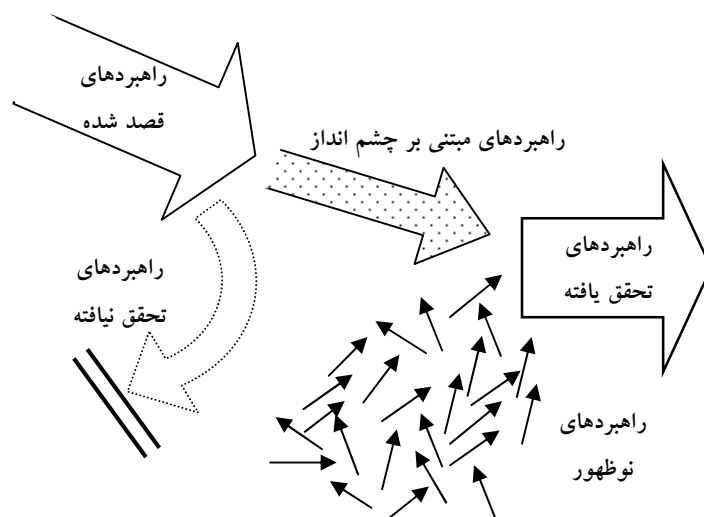 راهبردهای
قصد شده
راهبردهای مبتنی بر چشم انداز
راهبردهای
تحقق یافته
راهبردهای
تحقق نیافته
راهبردهای
نوظهور